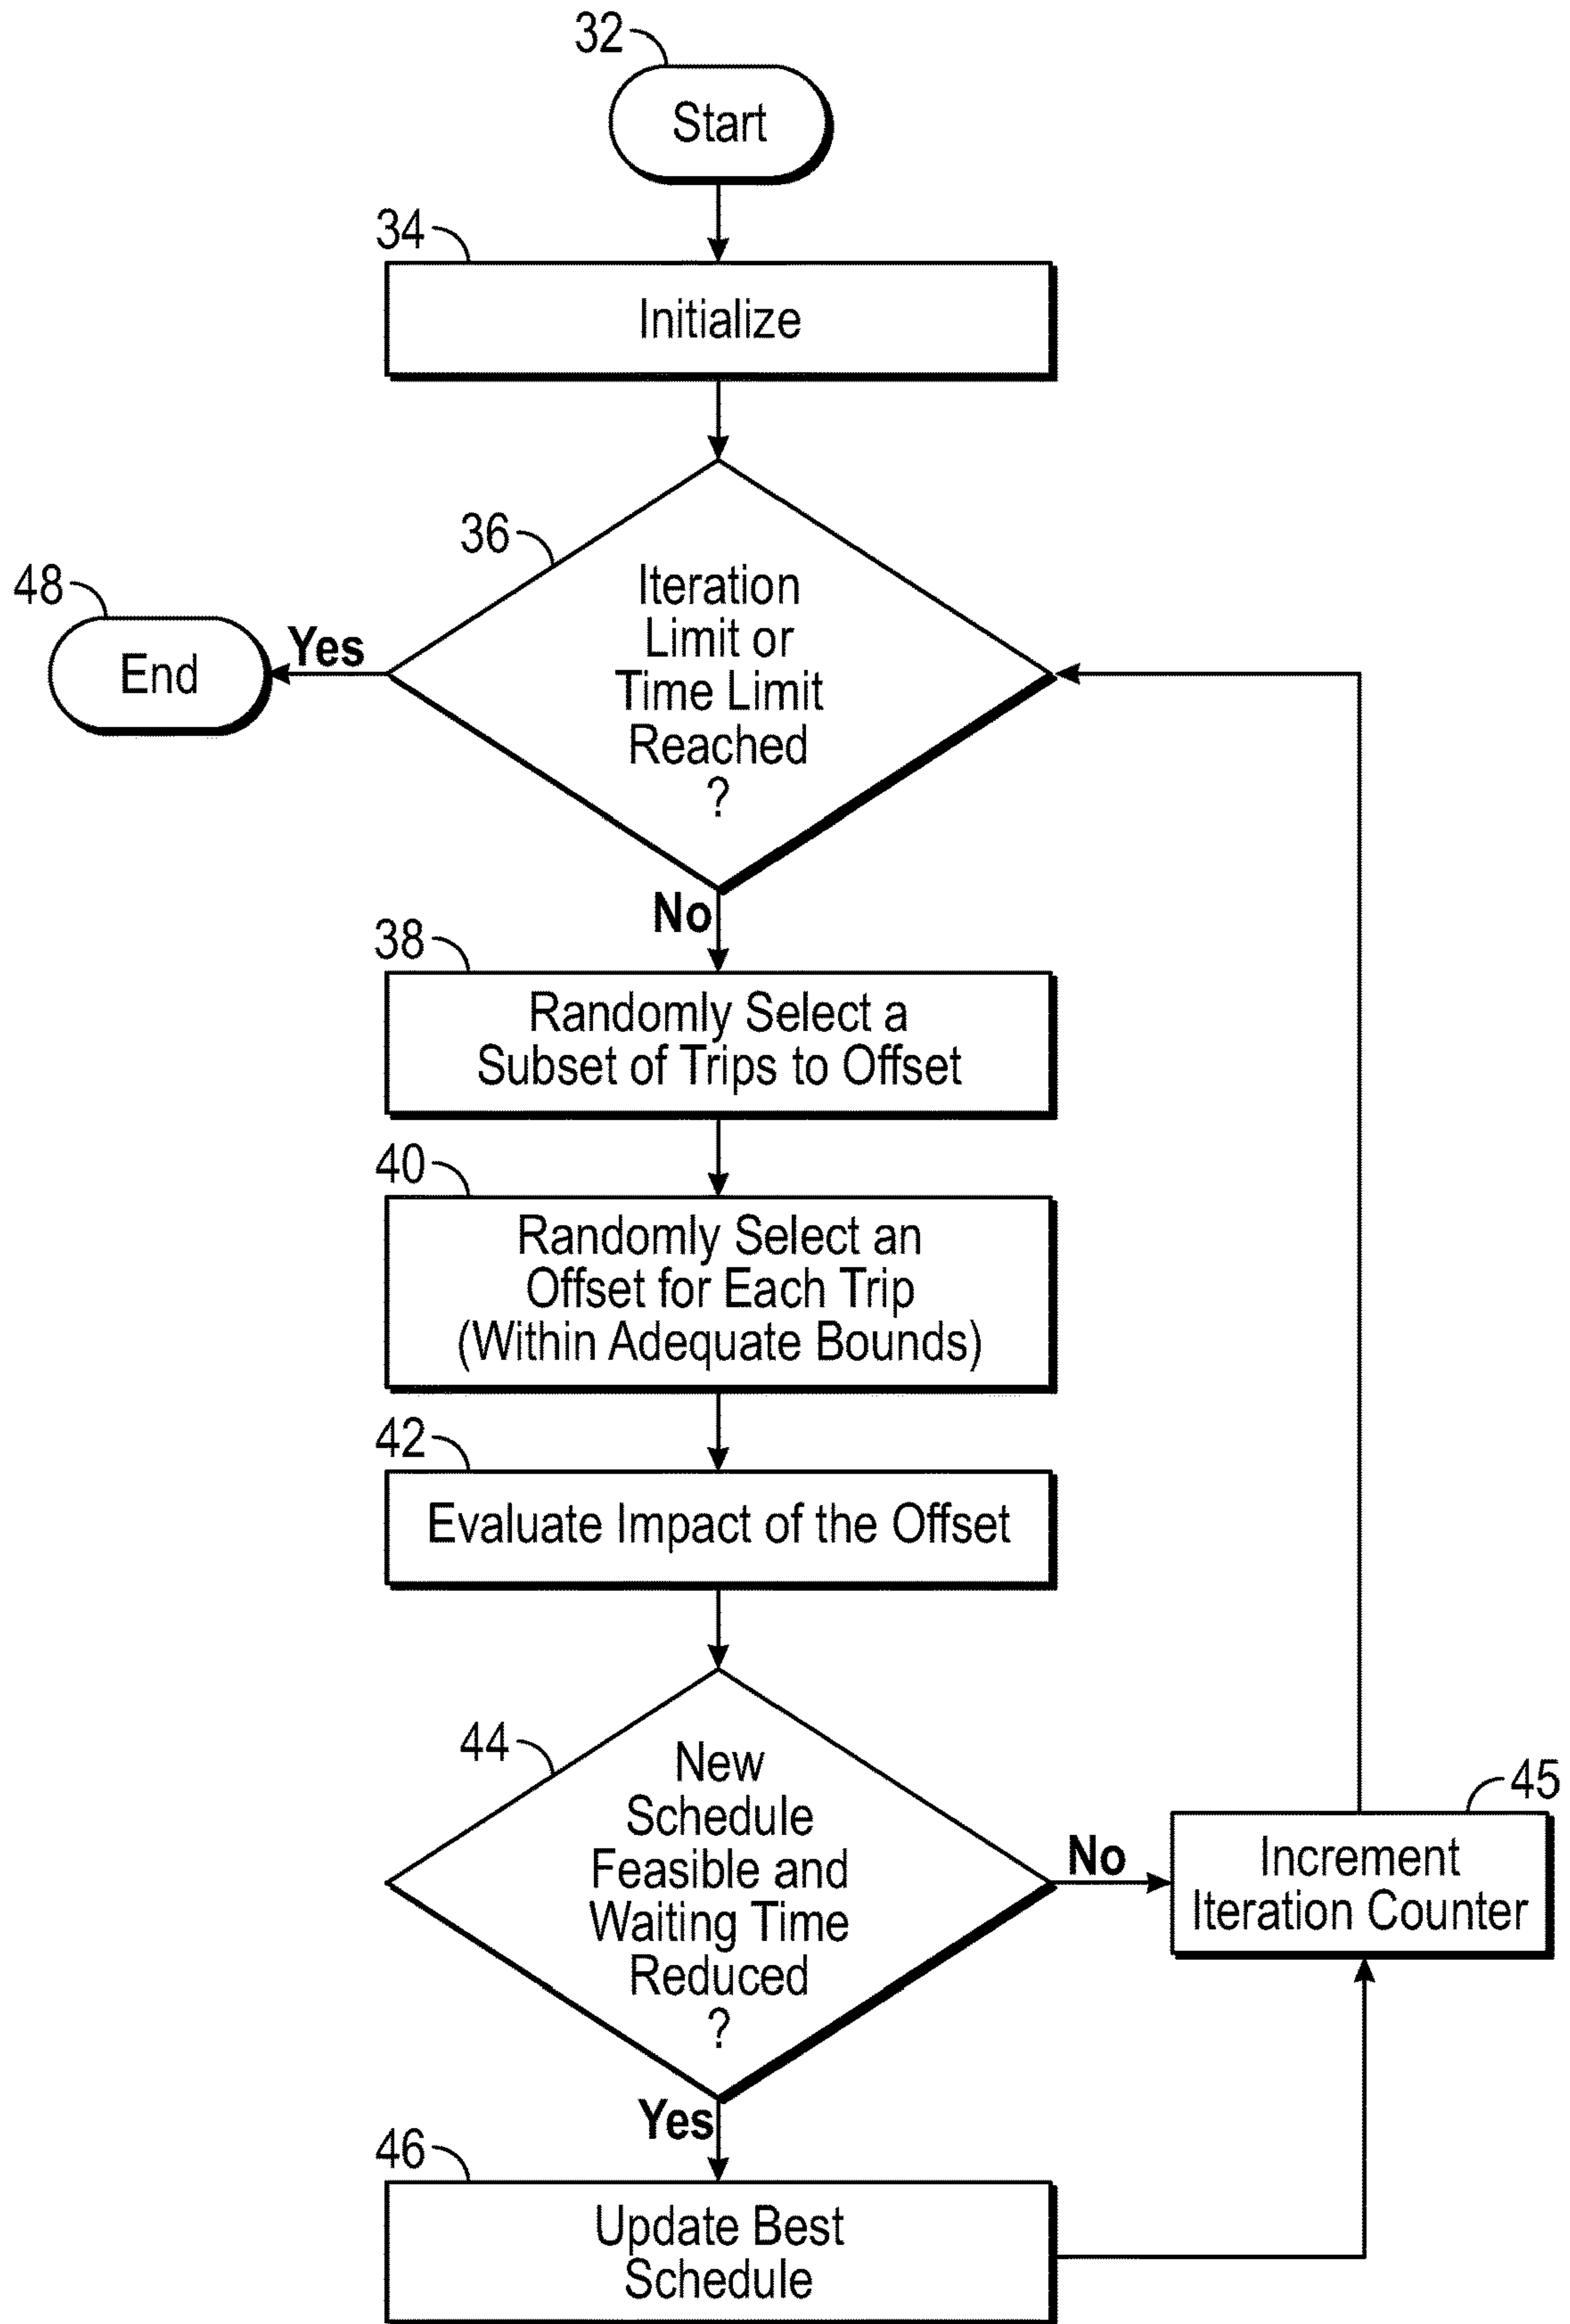 32
Start
34
Initialize
36
Iteration
Limit or
Time Limit
Reached
?
48
End
Yes
No
38
Randomly Select a
Subset of Trips to Offset
40
Randomly Select an
Offset for Each Trip
(Within Adequate Bounds)
42
Evaluate Impact of the Offset
44
New
Schedule
Feasible and
Waiting Time
Reduced
?
No
45
Increment
Iteration Counter
Yes
46
Update Best
Schedule